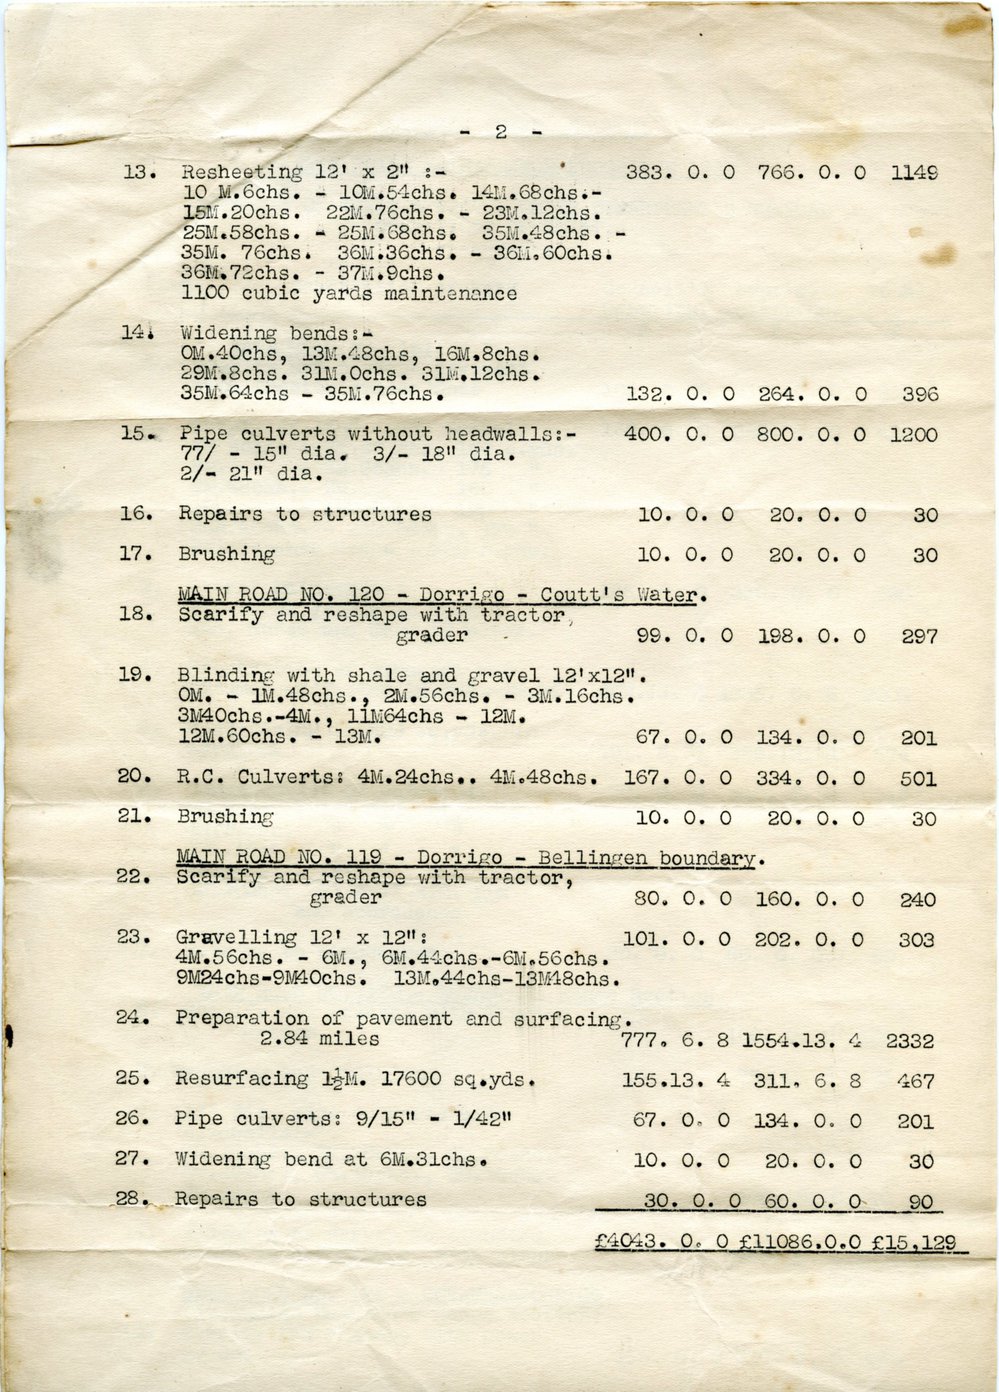 - 2 -
13. Resheeting 12' x 2" :- 383. 0. 0 766. 0. 0 1149
10 M.6chs. - 10M.54chs. 14M.68chs.-
15M.20chs. 22M.76chs. - 23M.12chs.
25M.58chs. - 25M.68chs. 35M.48chs. -
35M. 76chs. 36M.36chs. - 36M.60chs.
36M.72chs. - 37M.9chs.
1100 cubic yards maintenance
14. Widening bends:-
0M.40chs, 13M.48chs, 16M.8chs.
29M.8chs. 31M.0chs. 31M.12chs.
35M.64chs - 35M.76chs. 132. 0. 0 264. 0. 0 396
15. Pipe culverts without headwalls:- 400. 0. 0 800. 0. 0 1200
77/ - 15" dia. 3/- 18" dia.
2/- 21" dia.
16. Repairs to structures 10. 0. 0 20. 0. 0 30
17. Brushing 10. 0. 0 20. 0. 0 30
MAIN ROAD NO. 120 - Dorrigo - Coutt's Water.
18. Scarify and reshape with tractor,
grader 99. 0. 0 198. 0. 0 297
19. Blinding with shale and gravel 12'x12".
0M. - 1M.48chs., 2M.56chs. - 3M.16chs.
3M40chs.-4M., 11M64chs - 12M.
12M.60chs. - 13M. 67. 0. 0 134. 0. 0 201
20. R.C. Culverts: 4M.24chs.. 4M.48chs. 167. 0. 0 334. 0. 0 501
21. Brushing 10. 0. 0 20. 0. 0 30
MAIN ROAD NO. 119 - Dorrigo - Bellingen boundary.
22. Scarify and reshape with tractor,
grader 80. 0. 0 160. 0. 0 240
23. Gravelling 12' x 12": 101. 0. 0 202. 0. 0 303
4M.56chs. - 6M., 6M.44chs.-6M.56chs.
9M24chs-9M40chs. 13M.44chs-13M48chs.
24. Preparation of pavement and surfacing.
2.84 miles 777. 6. 8 1554.13. 4 2332
25. Resurfacing 1½M. 17600 sq.yds. 155.13. 4 311. 6. 8 467
26. Pipe culverts: 9/15" - 1/42" 67. 0. 0 134. 0. 0 201
27. Widening bend at 6M.31chs. 10. 0. 0 20. 0. 0 30
28. Repairs to structures 30. 0. 0 60. 0. 0 90
£4043. 0. 0 £11086.0.0 £15,129